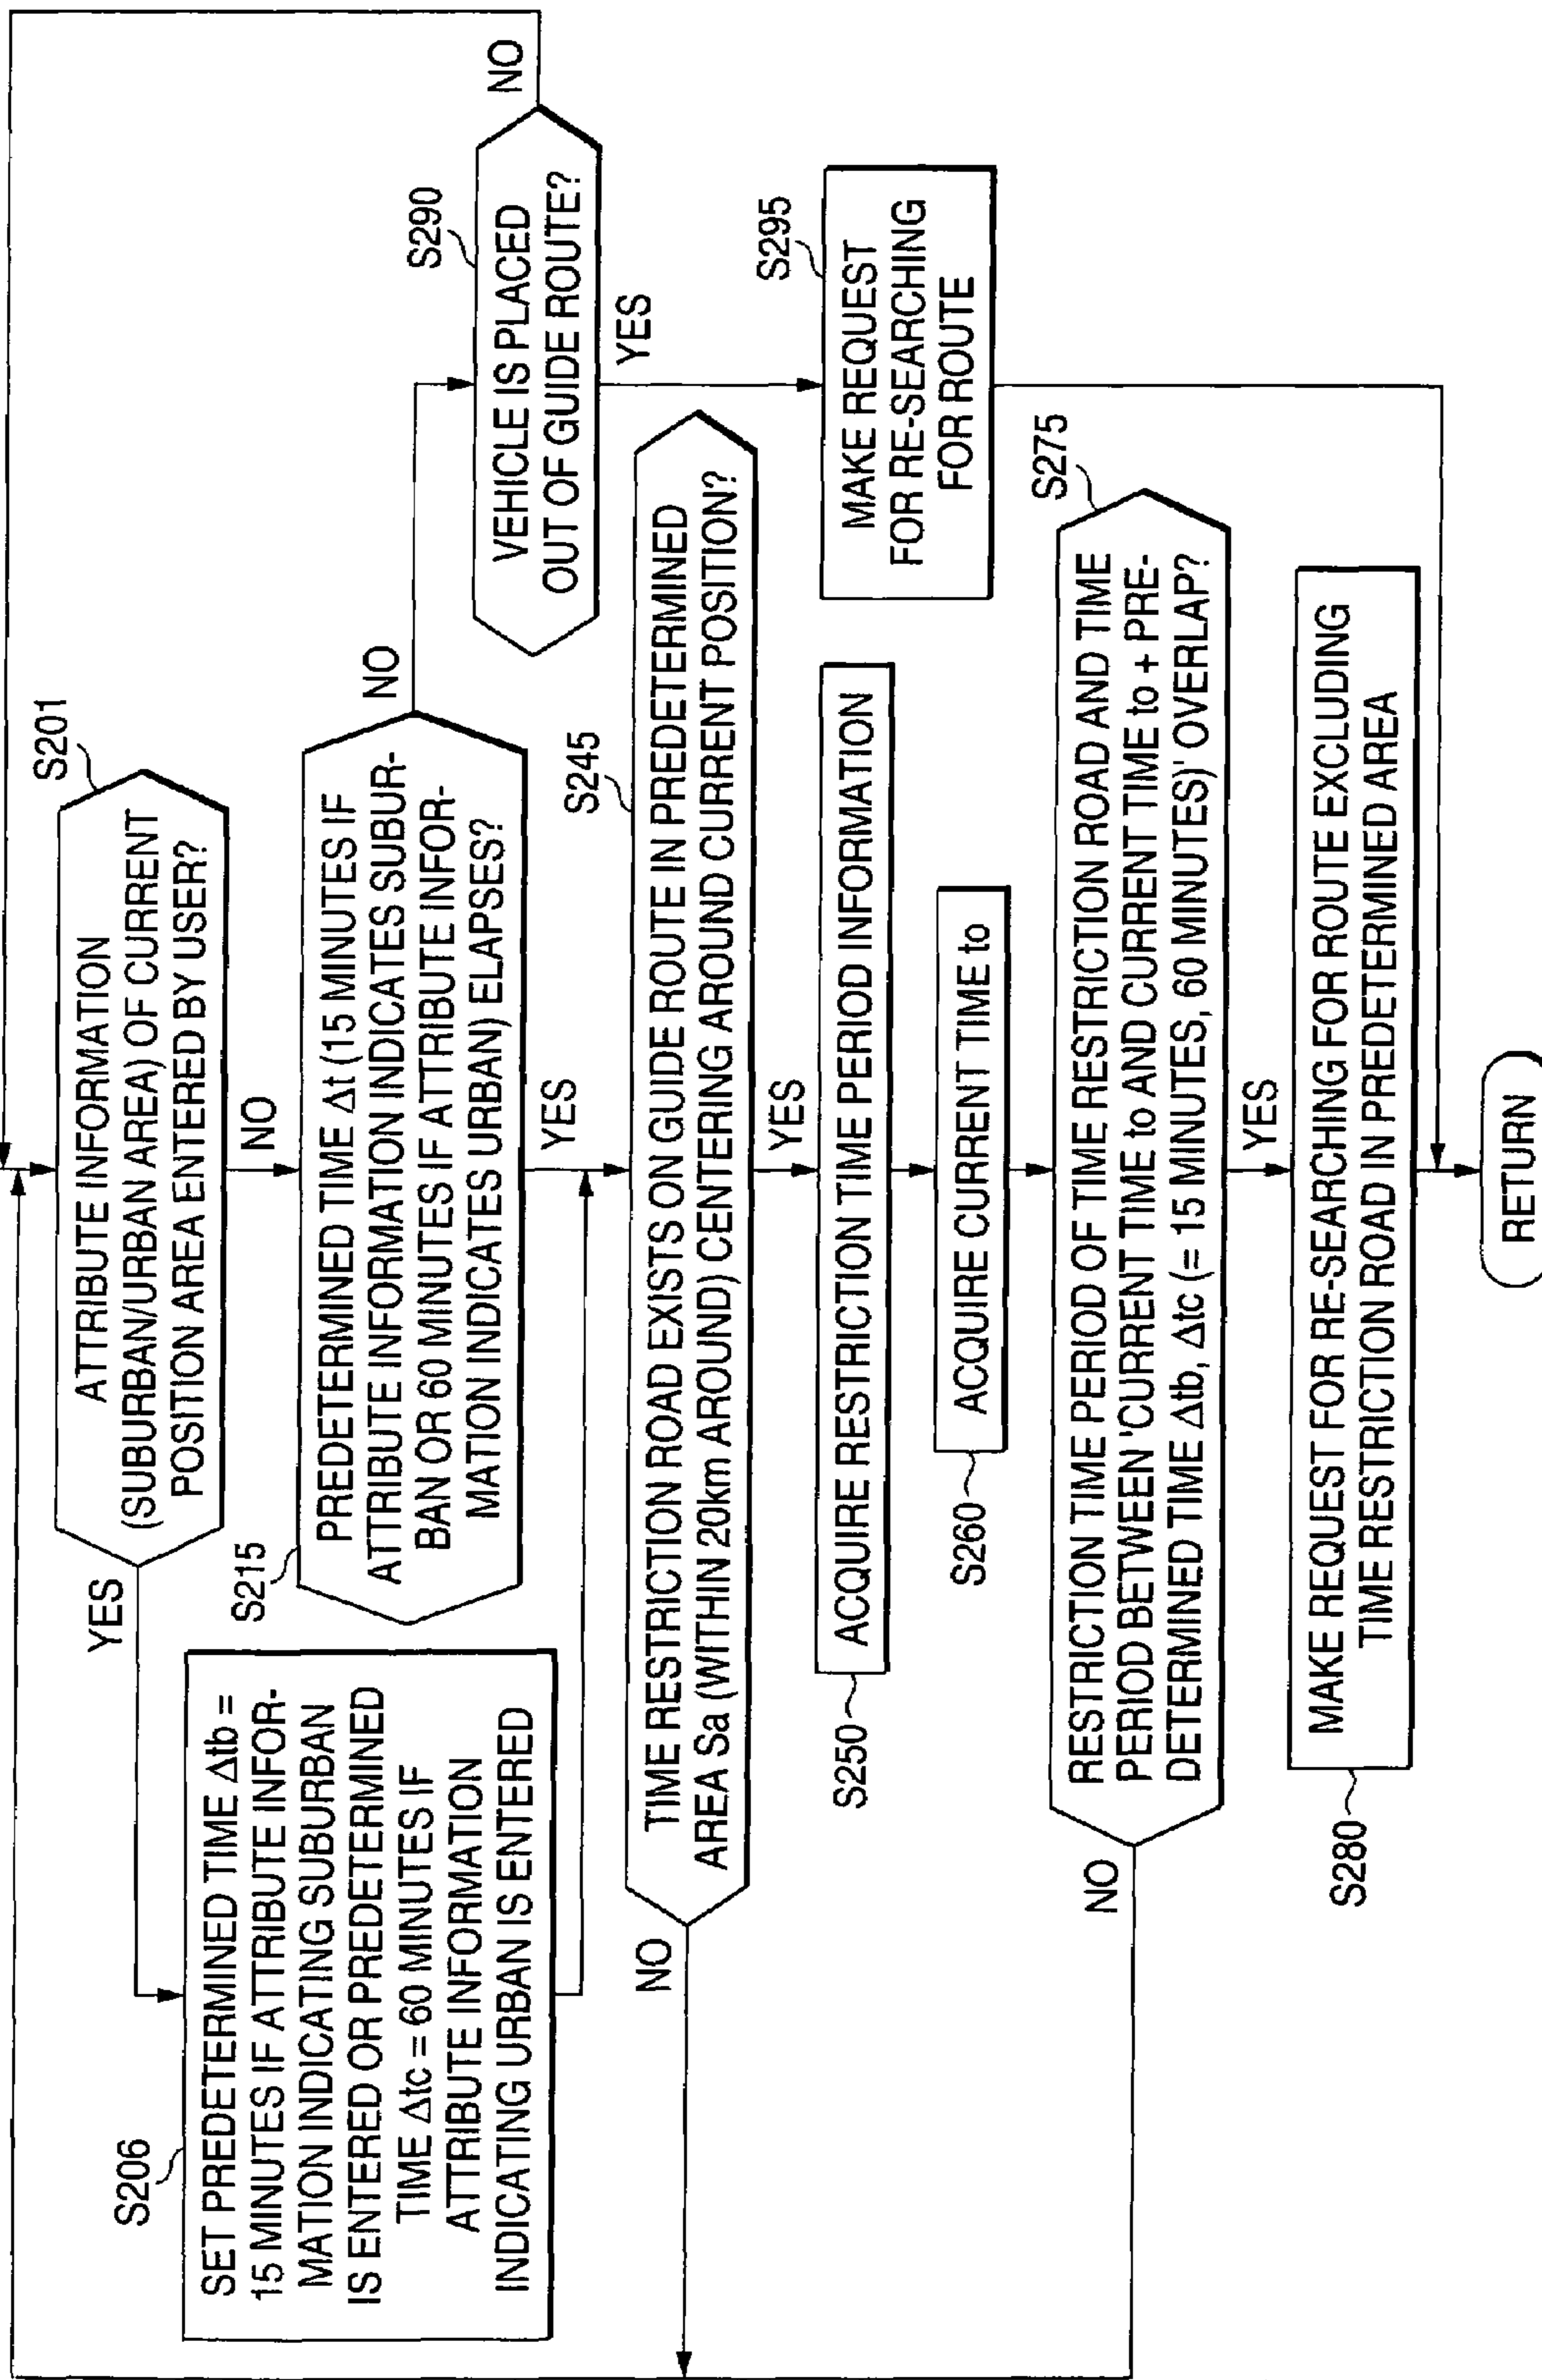 S201
ATTRIBUTE INFORMATION
(SUBURBAN/URBAN AREA) OF CURRENT
POSITION AREA ENTERED BY USER?
YES
NO
S206
SET PREDETERMINED TIME Δtb =
15 MINUTES IF ATTRIBUTE INFOR-
MATION INDICATING SUBURBAN
IS ENTERED OR PREDETERMINED
TIME Δtc = 60 MINUTES IF
ATTRIBUTE INFORMATION
INDICATING URBAN IS ENTERED
S215
PREDETERMINED TIME Δt (15 MINUTES IF
ATTRIBUTE INFORMATION INDICATES SUBUR-
BAN OR 60 MINUTES IF ATTRIBUTE INFOR-
MATION INDICATES URBAN) ELAPSES?
NO
YES
S290
VEHICLE IS PLACED
OUT OF GUIDE ROUTE?
NO
YES
S245
TIME RESTRICTION ROAD EXISTS ON GUIDE ROUTE IN PREDETERMINED
AREA Sa (WITHIN 20km AROUND) CENTERING AROUND CURRENT POSITION?
NO
YES
S295
MAKE REQUEST
FOR RE-SEARCHING
FOR ROUTE
S250
ACQUIRE RESTRICTION TIME PERIOD INFORMATION
S260
ACQUIRE CURRENT TIME to
S275
RESTRICTION TIME PERIOD OF TIME RESTRICTION ROAD AND TIME
PERIOD BETWEEN 'CURRENT TIME to AND CURRENT TIME to + PRE-
DETERMINED TIME Δtb, Δtc (= 15 MINUTES, 60 MINUTES)' OVERLAP?
NO
YES
S280
MAKE REQUEST FOR RE-SEARCHING FOR ROUTE EXCLUDING
TIME RESTRICTION ROAD IN PREDETERMINED AREA
RETURN